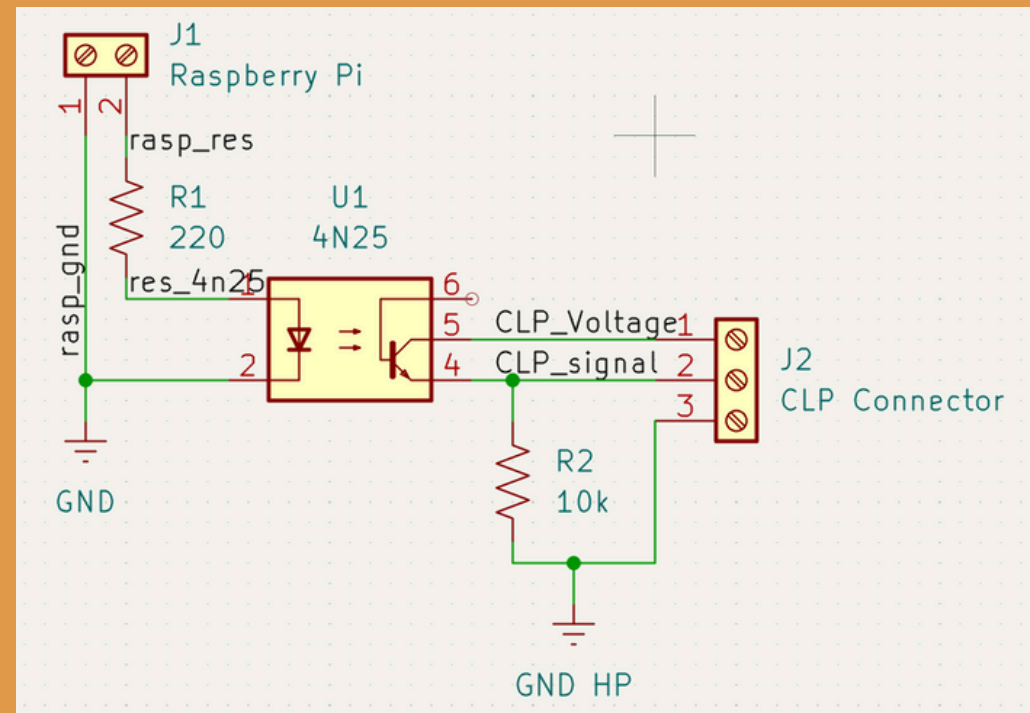 J1
Raspberry Pi
1
2
rasp_res
R1
220
U1
4N25
rasp_gnd
res_4n25
1
6
5
CLP_Voltage
1
2
4
CLP_signal
2
3
J2
CLP Connector
R2
10k
GND
GND HP